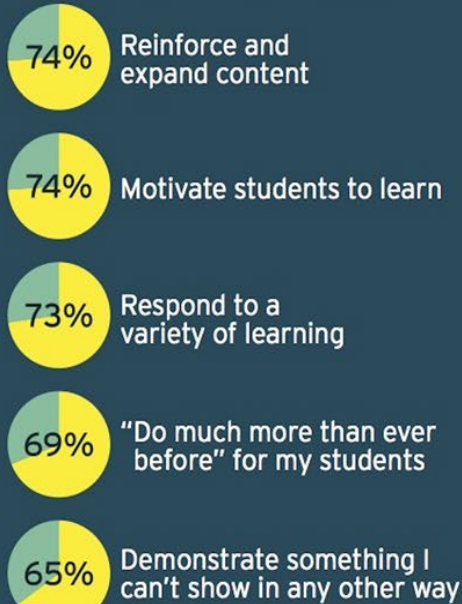 74%
Reinforce and
expand content
74%
Motivate students to learn
73%
Respond to a
variety of learning
69%
“Do much more than ever
before” for my students
65%
Demonstrate something I
can't show in any other way